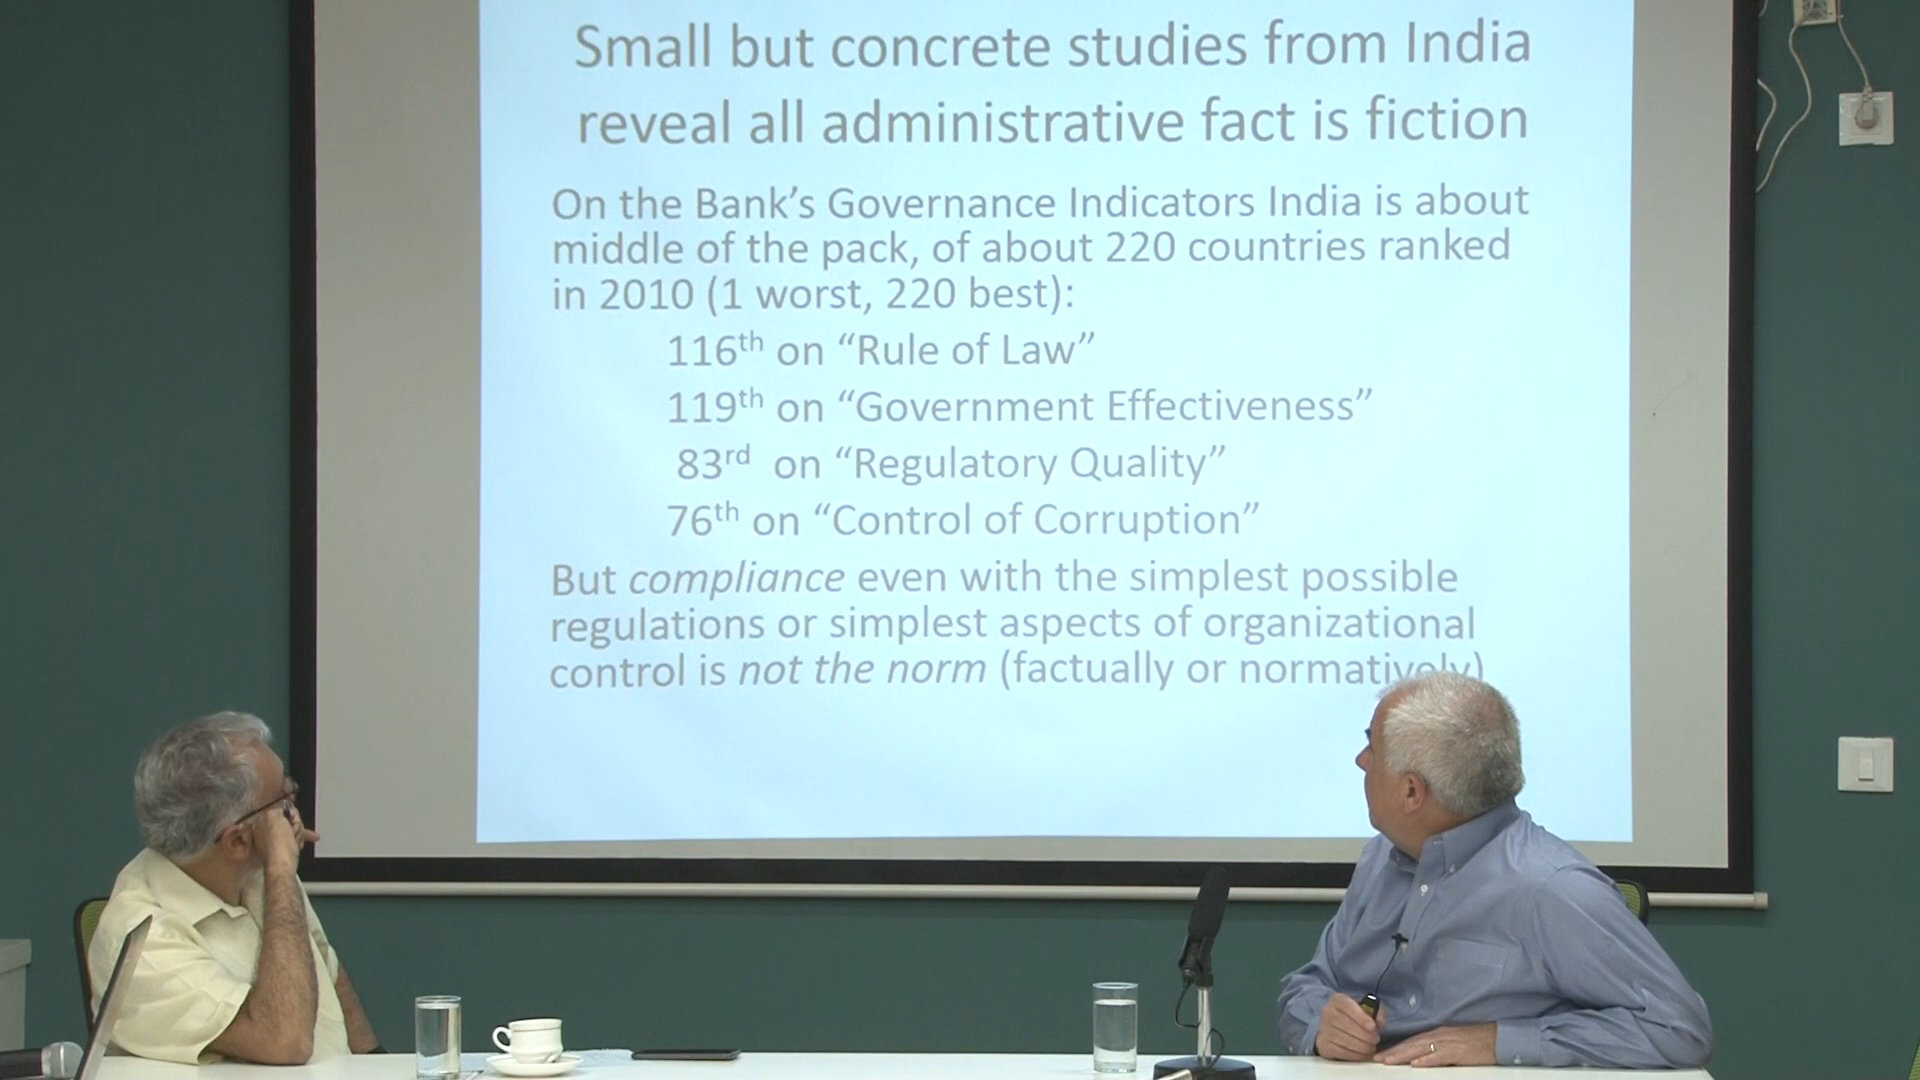 Small but concrete studies from India
reveal all administrative fact is fiction
On the Bank’s Governance Indicators India is about
middle of the pack, of about 220 countries ranked
in 2010 (1 worst, 220 best):
116th on “Rule of Law”
119th on “Government Effectiveness”
83rd on “Regulatory Quality”
76th on “Control of Corruption”
But compliance even with the simplest possible
regulations or simplest aspects of organizational
control is not the norm (factually or normatively)